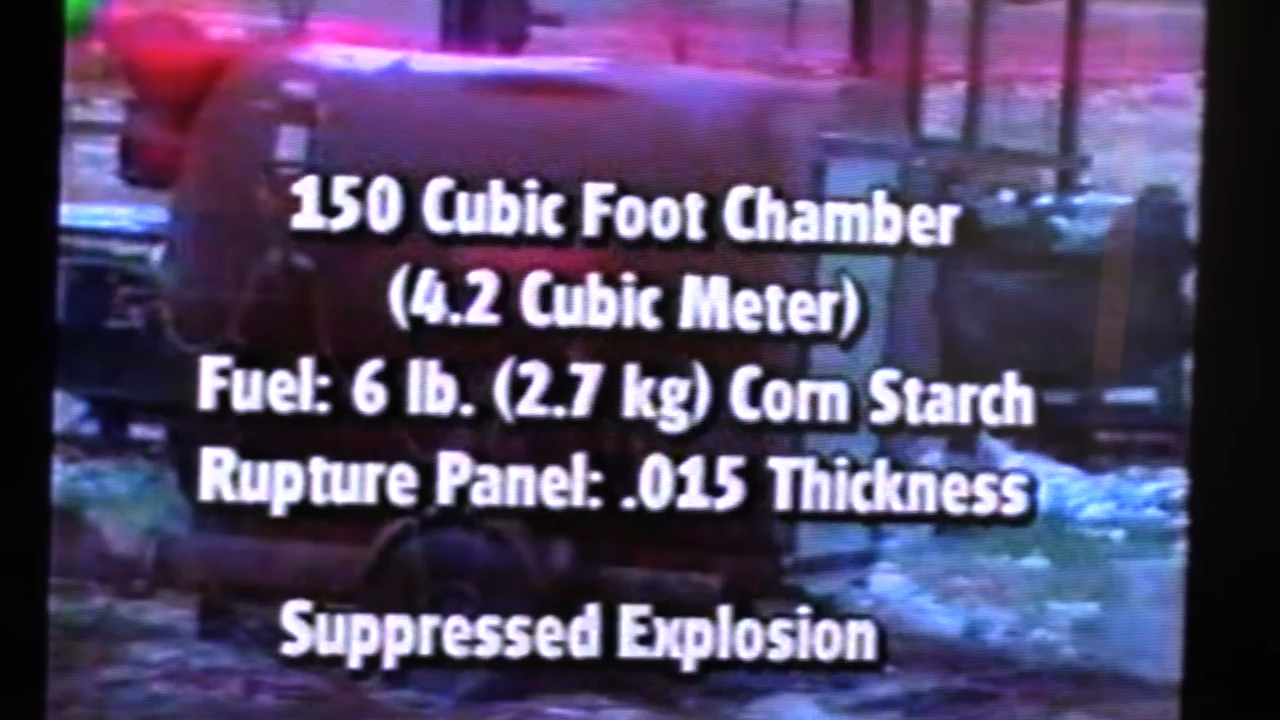 150 Cubic Foot Chamber
(4.2 Cubic Meter)
Fuel: 6 lb. (2.7 kg) Corn Starch
Rupture Panel: .015 Thickness
Suppressed Explosion